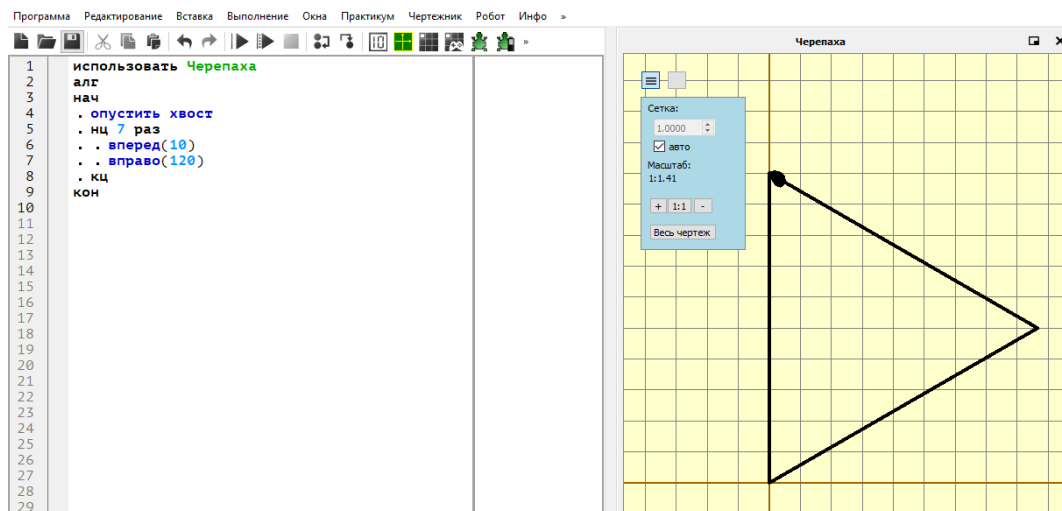 Программа Редактирование Вставка Выполнение Окна Практикум Чертежник Робот Инфо »
10 »
1 использовать Черепаха
2 алг
3 нач
4 . опустить хвост
5 . нц 7 раз
6 . . вперед(10)
7 . . вправо(120)
8 . кц
9 кон
10
11
12
13
14
15
16
17
18
19
20
21
22
23
24
25
26
27
28
29
Черепаха
Сетка:
1.0000
авто
Масштаб:
1:1.41
+ 1:1 -
Весь чертеж